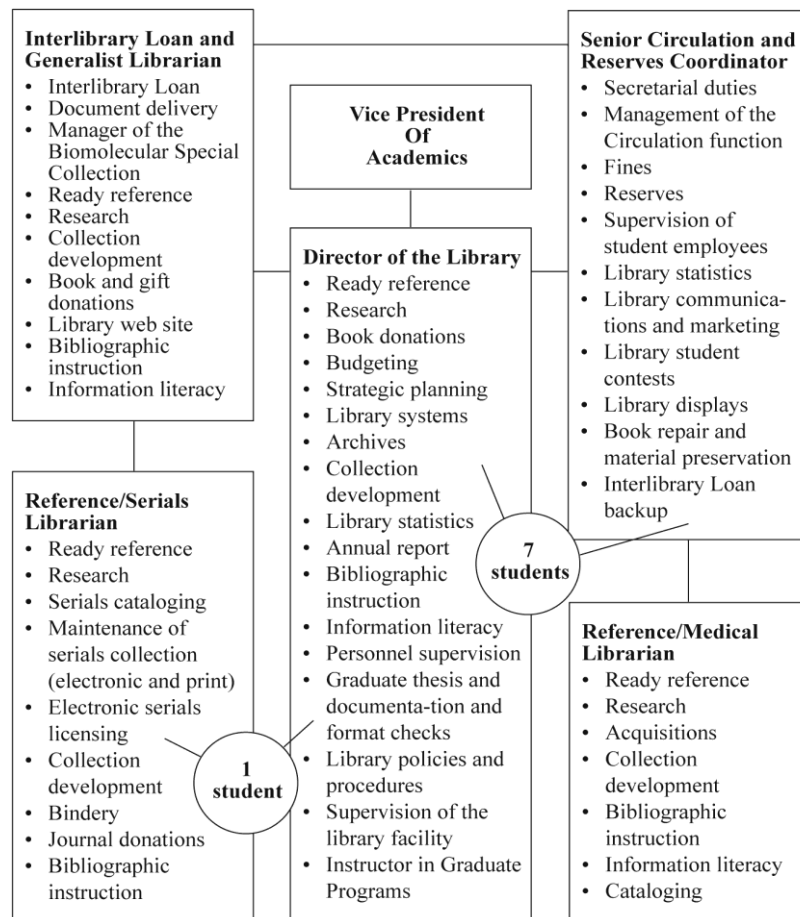 Interlibrary Loan and
Generalist Librarian
• Interlibrary Loan
• Document delivery
• Manager of the
Biomolecular Special
Collection
• Ready reference
• Research
• Collection
development
• Book and gift
donations
• Library web site
• Bibliographic
instruction
• Information literacy
Vice President
Of
Academics
Senior Circulation and
Reserves Coordinator
• Secretarial duties
• Management of the
Circulation function
• Fines
• Reserves
• Supervision of
student employees
• Library statistics
• Library communica-
tions and marketing
• Library student
contests
• Library displays
• Book repair and
material preservation
• Interlibrary Loan
backup
Director of the Library
• Ready reference
• Research
• Book donations
• Budgeting
• Strategic planning
• Library systems
• Archives
• Collection
development
• Library statistics
• Annual report
• Bibliographic
instruction
• Information literacy
• Personnel supervision
• Graduate thesis and
documenta-tion and
format checks
• Library policies and
procedures
• Supervision of the
library facility
• Instructor in Graduate
Programs
7
students
Reference/Serials
Librarian
• Ready reference
• Research
• Serials cataloging
• Maintenance of
serials collection
(electronic and print)
• Electronic serials
licensing
• Collection
development
• Bindery
• Journal donations
• Bibliographic
instruction
1
student
Reference/Medical
Librarian
• Ready reference
• Research
• Acquisitions
• Collection
development
• Bibliographic
instruction
• Information literacy
• Cataloging